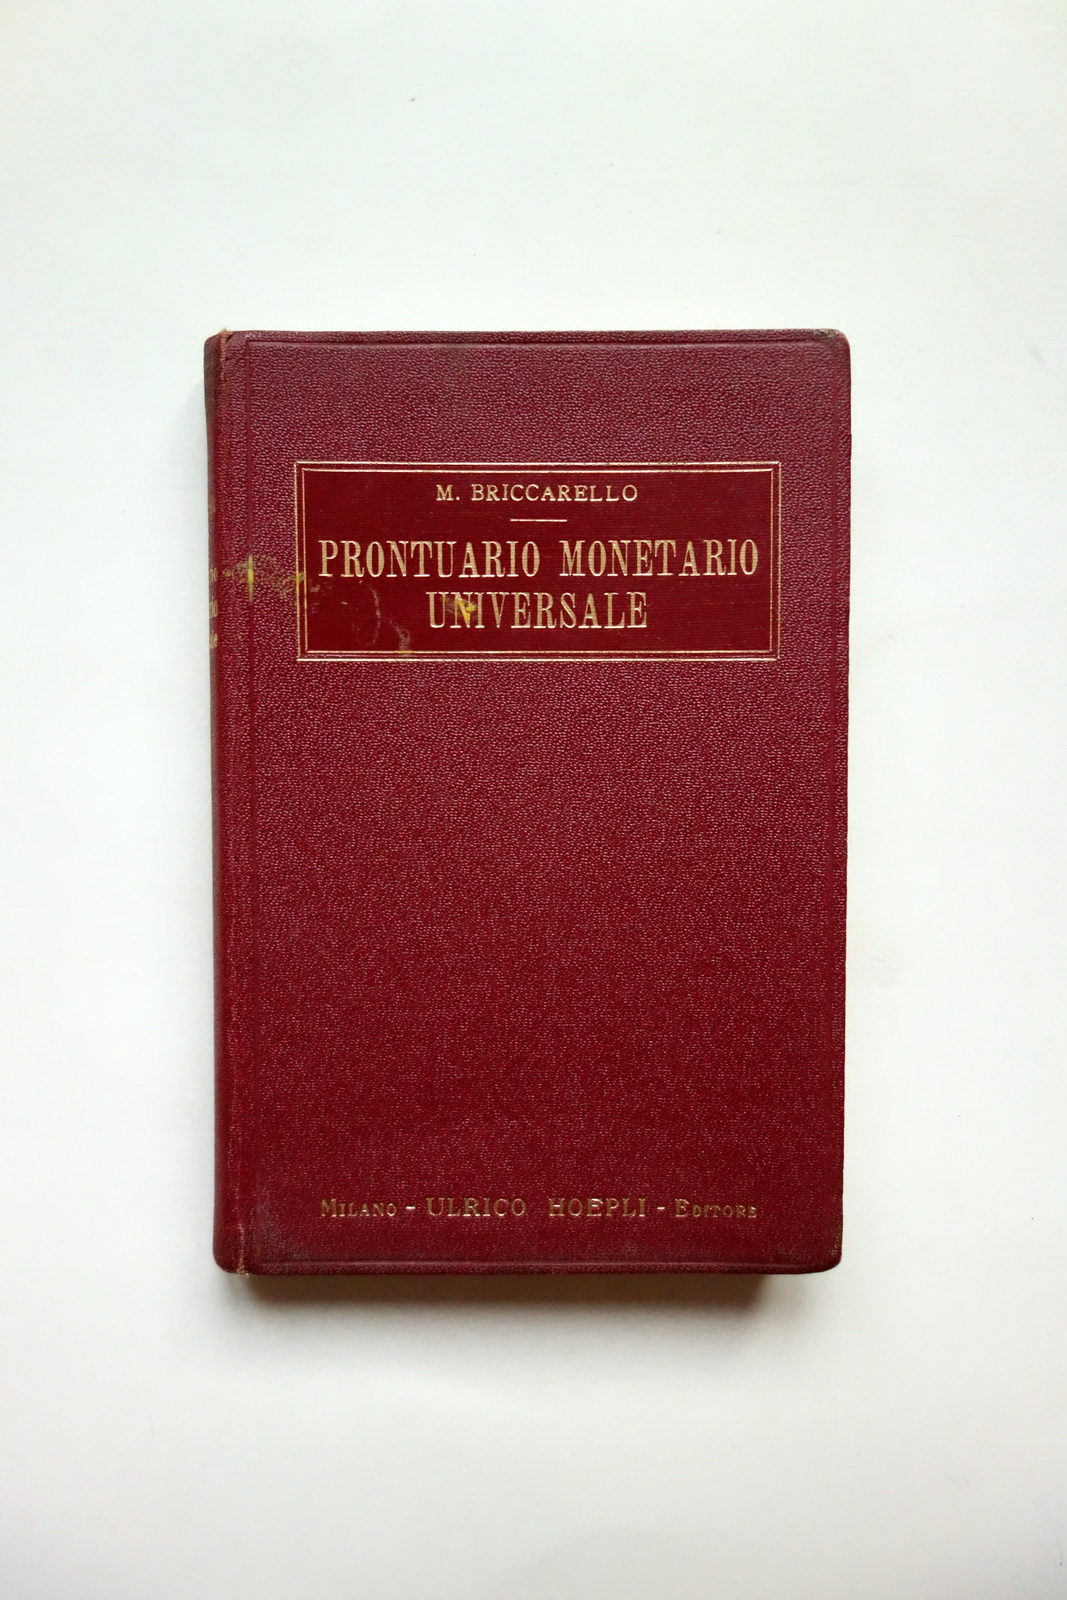 M. BRICCARELLO
PRONTUARIO MONETARIO
UNIVERSALE
MILANO - ULRICO HOEPLI - EDITORE